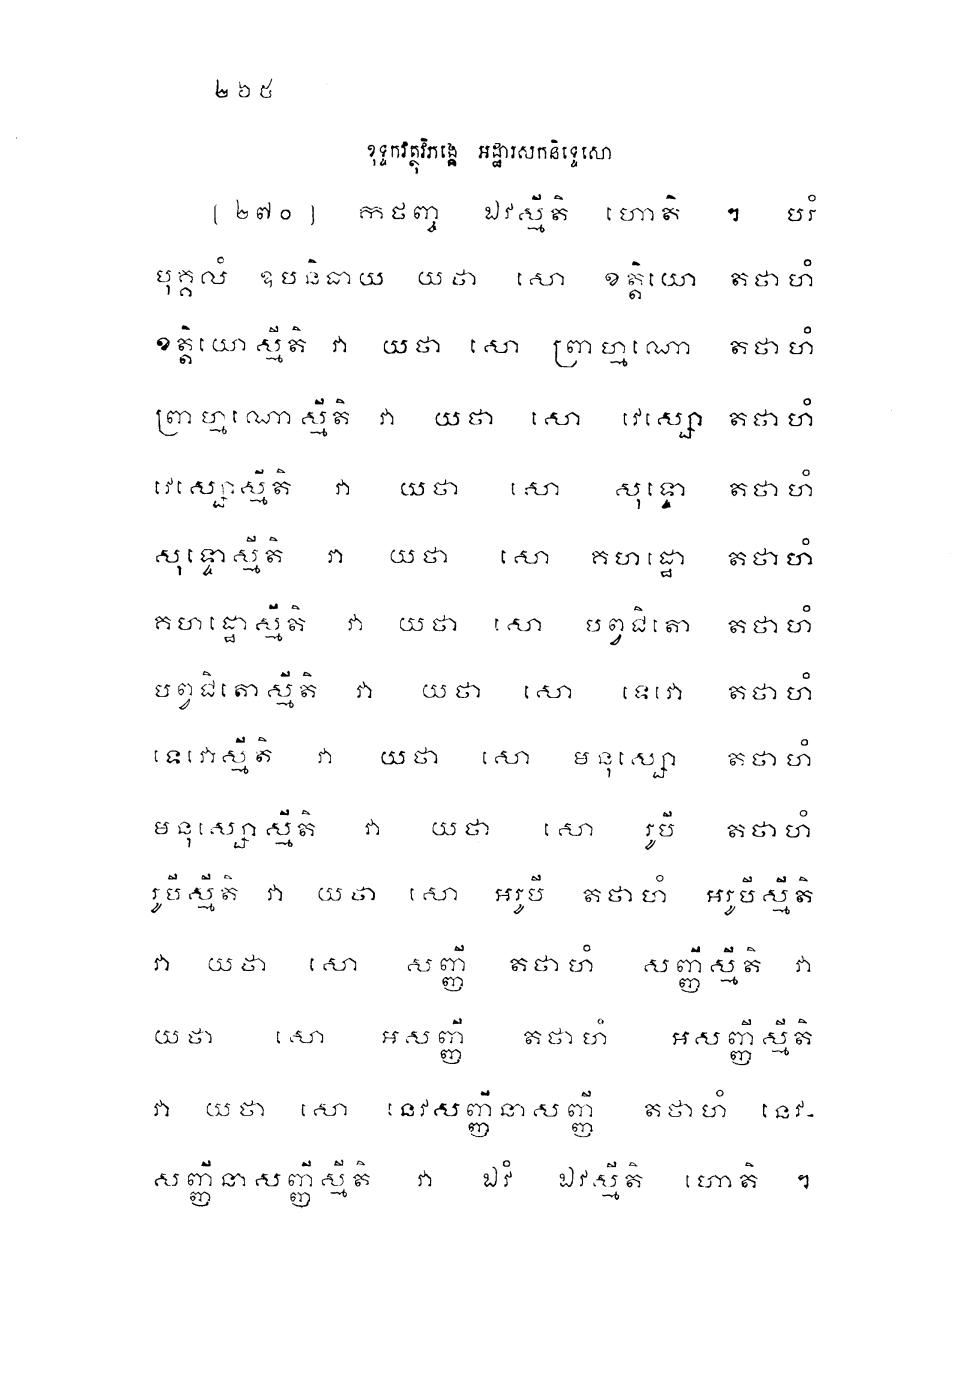 ២៦៥
ខុទ្ទកវត្ថុវិភង្គេ អដ្ឋារសកនិទ្ទេសោ
[២៧០] កថញ្ច ឯវស្មីតិ ហោតិ ៗ បរំ
បុគ្គលំ ឧបនិធាយ យថា សោ ខត្តិយោ តថាហំ
ខត្តិយោស្មីតិ វា យថា សោ ព្រាហ្មណោ តថាហំ
ព្រាហ្មណោស្មីតិ វា យថា សោ វេស្សោ តថាហំ
វេស្សោស្មីតិ វា យថា សោ សុទ្ទោ តថាហំ
សុទ្ទោស្មីតិ វា យថា សោ គហដ្ឋោ តថាហំ
គហដ្ឋោស្មីតិ វា យថា សោ បព្វជិតោ តថាហំ
បព្វជិតោស្មីតិ វា យថា សោ ទេវោ តថាហំ
ទេវោស្មីតិ វា យថា សោ មនុស្សោ តថាហំ
មនុស្សោស្មីតិ វា យថា សោ រូបី តថាហំ
រូបីស្មីតិ វា យថា សោ អរូបី តថាហំ អរូបីស្មីតិ
វា យថា សោ សញ្ញី តថាហំ សញ្ញីស្មីតិ វា
យថា សោ អសញ្ញី តថាហំ អសញ្ញីស្មីតិ
វា យថា សោ នេវសញ្ញីនាសញ្ញី តថាហំ នេវ-
សញ្ញីនាសញ្ញីស្មីតិ វា ឯវំ ឯវស្មីតិ ហោតិ ៗ